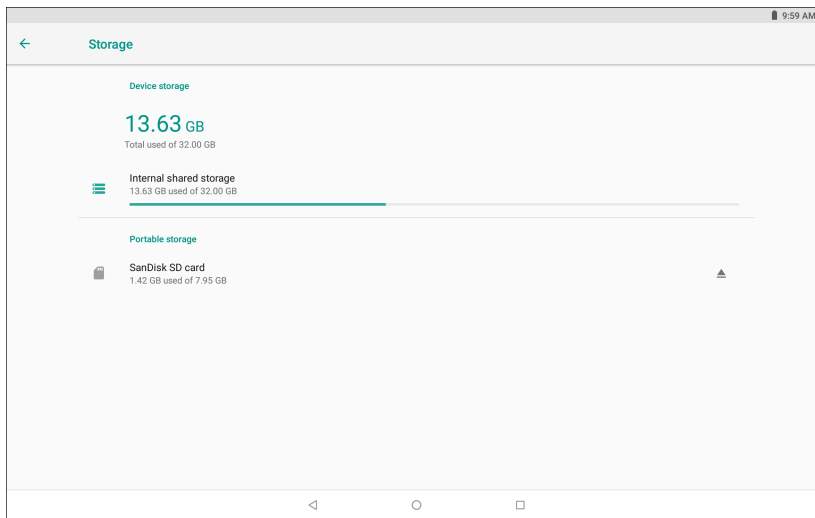 9:59 AM
Storage
Device storage
13.63 GB
Total used of 32.00 GB
Internal shared storage
13.63 GB used of 32.00 GB
Portable storage
SanDisk SD card
1.42 GB used of 7.95 GB